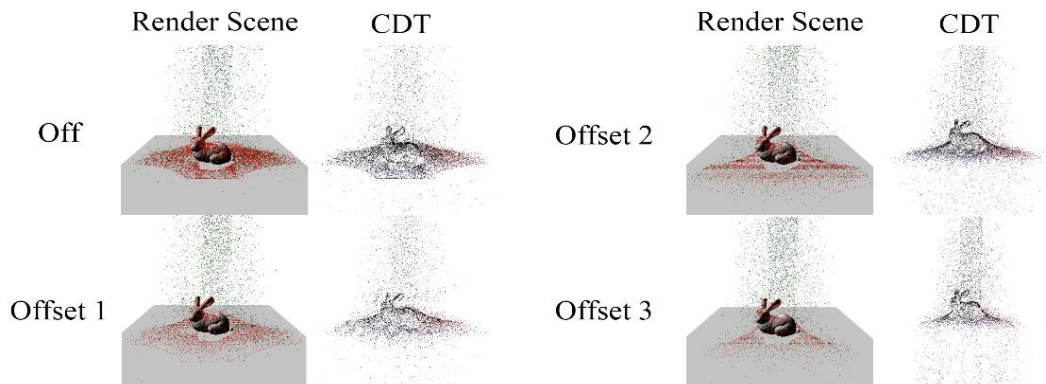 Render Scene CDT Render Scene CDT
Off
Offset 2
Offset 1
Offset 3